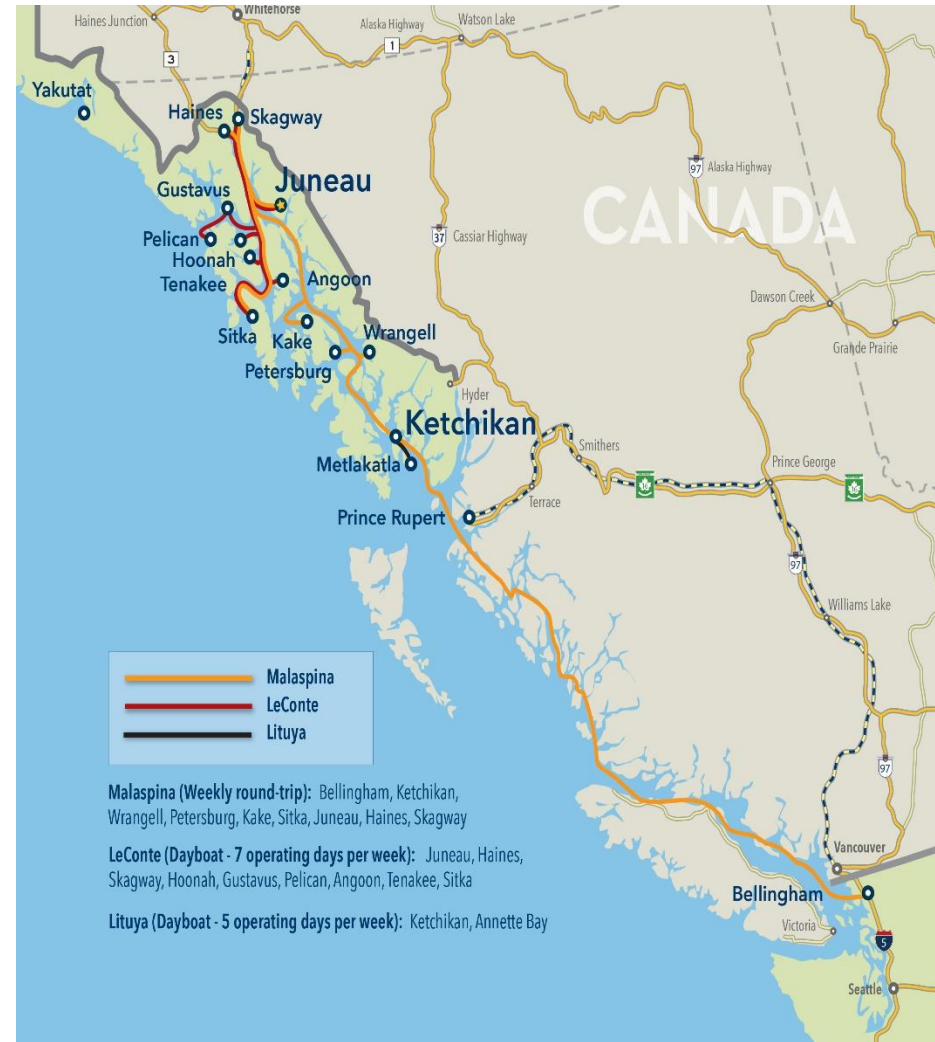 Whitehorse
Haines Junction
Alaska Highway
Watson Lake
1
3
Yakutat
Haines
Skagway
97
Alaska Highway
Juneau
Gustavus
CANADA
37
Cassiar Highway
Pelican
Hoonah
Tenakee
Angoon
Dawson Creek
Sitka
Kake
Wrangell
Grande Prairie
Petersburg
Hyder
Ketchikan
Smithers
Metlakatla
Prince George
16
Terrace
Prince Rupert
97
Williams Lake
Malaspina
LeConte
Lituya
97
Malaspina (Weekly round-trip): Bellingham, Ketchikan,
Wrangell, Petersburg, Kake, Sitka, Juneau, Haines, Skagway
LeConte (Dayboat - 7 operating days per week): Juneau, Haines,
Skagway, Hoonah, Gustavus, Pelican, Angoon, Tenakee, Sitka
Vancouver
Bellingham
Lituya (Dayboat - 5 operating days per week): Ketchikan, Annette Bay
Victoria
5
Seattle